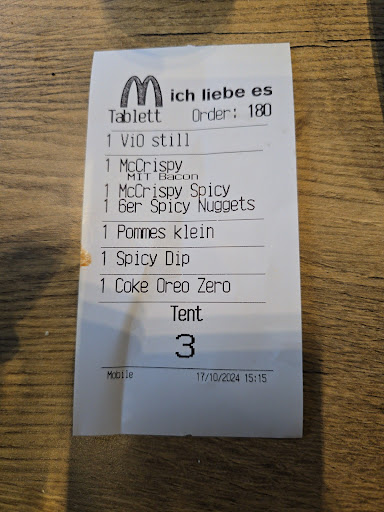 M ich liebe es
Tablett Order: 180
1 ViO still
1 McCrispy
MIT Bacon
1 McCrispy Spicy
1 6er Spicy Nuggets
1 Pommes klein
1 Spicy Dip
1 Coke Oreo Zero
Tent
3
Mobile 17/10/2024 15:15